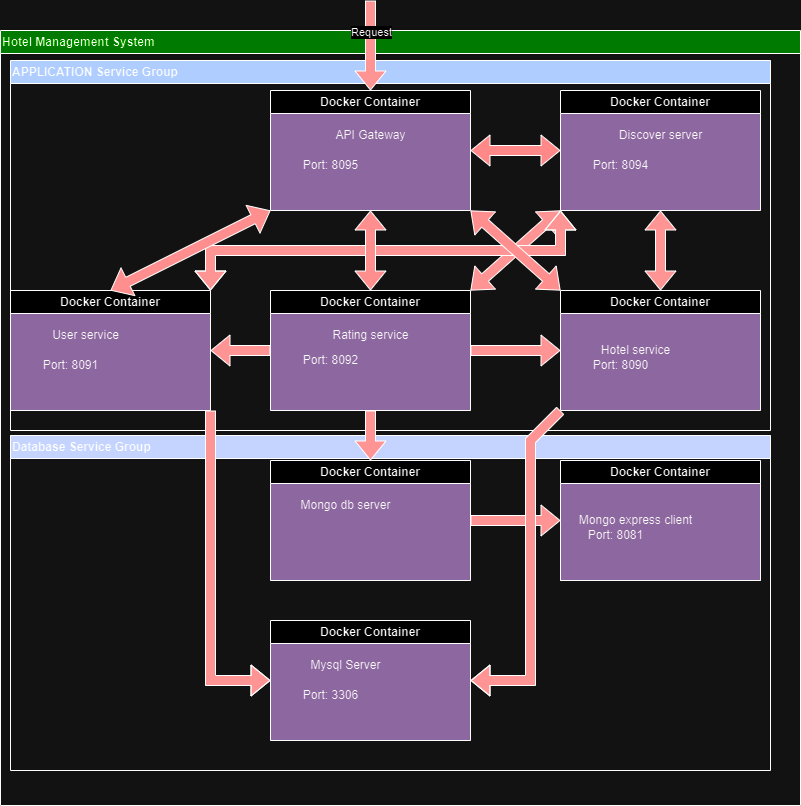 Request
Hotel Management System
APPLICATION Service Group
Docker Container
API Gateway
Port: 8095
Docker Container
Discover server
Port: 8094
Docker Container
User service
Port: 8091
Docker Container
Rating service
Port: 8092
Docker Container
Hotel service
Port: 8090
Database Service Group
Docker Container
Mongo db server
Docker Container
Mongo express client
Port: 8081
Docker Container
Mysql Server
Port: 3306